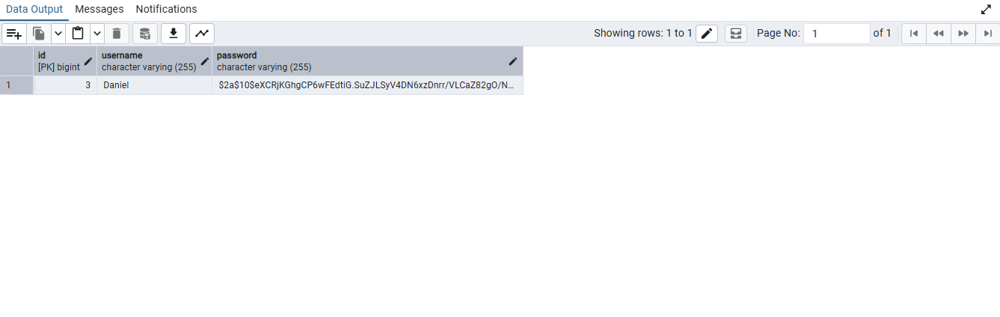 Data Output Messages Notifications
Showing rows: 1 to 1 Page No: 1 of 1
id username password
[PK] bigint character varying (255) character varying (255)
1 3 Daniel $2a$10$eXCRjKGhgCP6wFEdtiG.SuZJLSyV4DN6xzDnrr/VLCaZ82gO/N...